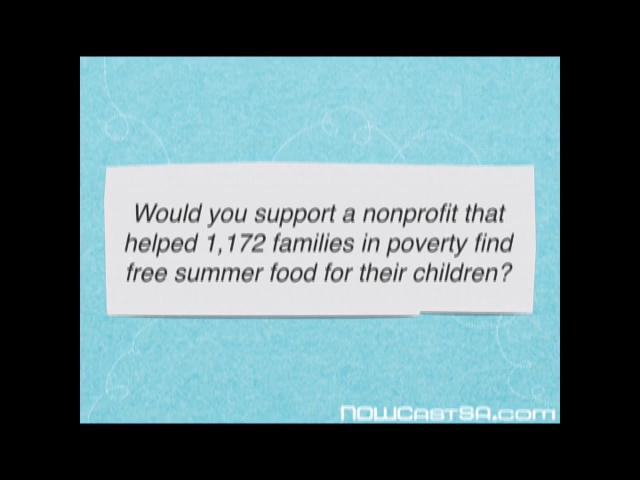 Would you support a nonprofit that
helped 1,172 families in poverty find
free summer food for their children?
NOWCASTSA.COM